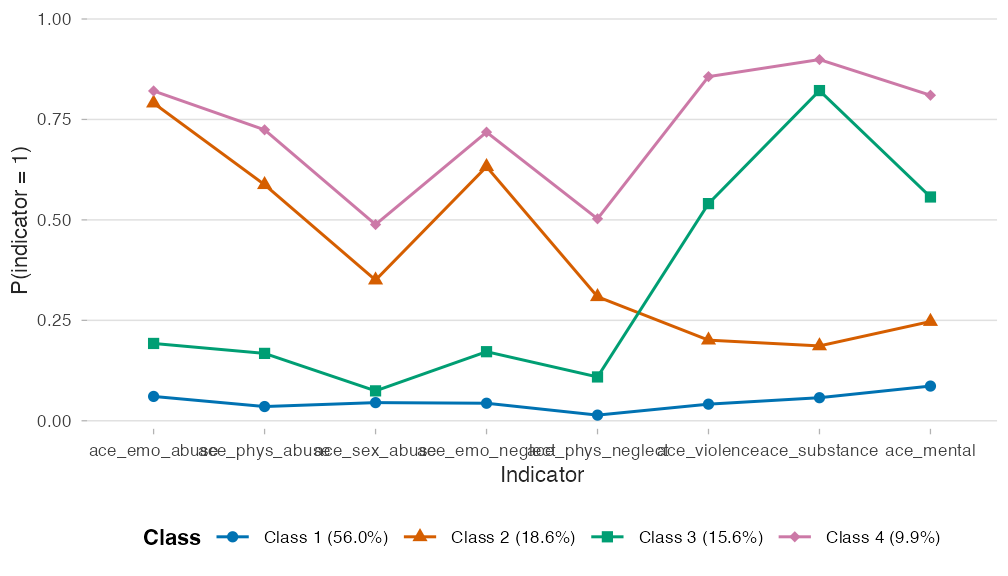 1.00
0.75
0.50
0.25
0.00
P(indicator = 1)
ace_emo_abuse ace_phys_abuse ace_sex_abuse ace_emo_neglect ace_phys_neglect ace_violence ace_substance ace_mental
Indicator
Class Class 1 (56.0%) Class 2 (18.6%) Class 3 (15.6%) Class 4 (9.9%)